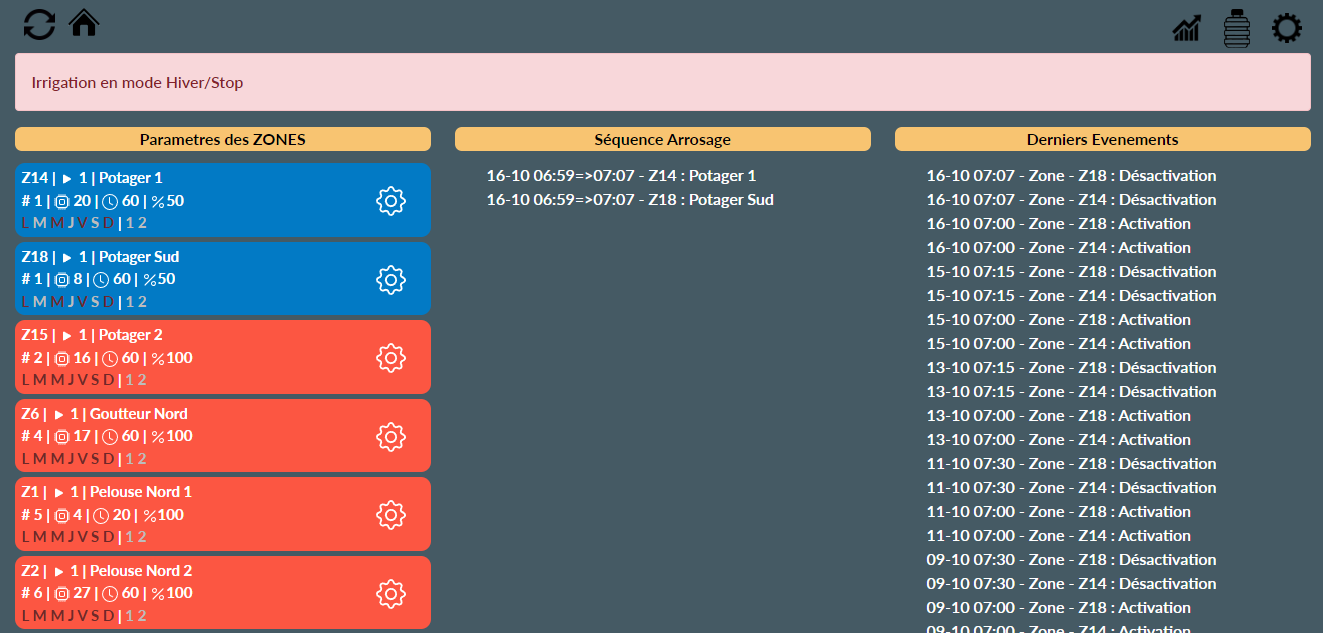 Irrigation en mode Hiver/Stop
Parametres des ZONES
Z14 | ▶ 1 | Potager 1
# 1 | 20 | 60 | %50
L M M J V S D | 1 2
Z18 | ▶ 1 | Potager Sud
# 1 | 8 | 60 | %50
L M M J V S D | 1 2
Z15 | ▶ 1 | Potager 2
# 2 | 16 | 60 | %100
L M M J V S D | 1 2
Z6 | ▶ 1 | Goutteur Nord
# 4 | 17 | 60 | %100
L M M J V S D | 1 2
Z1 | ▶ 1 | Pelouse Nord 1
# 5 | 4 | 20 | %100
L M M J V S D | 1 2
Z2 | ▶ 1 | Pelouse Nord 2
# 6 | 27 | 60 | %100
L M M J V S D | 1 2
Séquence Arrosage
16-10 06:59=>07:07 - Z14 : Potager 1
16-10 06:59=>07:07 - Z18 : Potager Sud
Derniers Evenements
16-10 07:07 - Zone - Z18 : Désactivation
16-10 07:07 - Zone - Z14 : Désactivation
16-10 07:00 - Zone - Z18 : Activation
16-10 07:00 - Zone - Z14 : Activation
15-10 07:15 - Zone - Z18 : Désactivation
15-10 07:15 - Zone - Z14 : Désactivation
15-10 07:00 - Zone - Z18 : Activation
15-10 07:00 - Zone - Z14 : Activation
13-10 07:15 - Zone - Z18 : Désactivation
13-10 07:15 - Zone - Z14 : Désactivation
13-10 07:00 - Zone - Z18 : Activation
13-10 07:00 - Zone - Z14 : Activation
11-10 07:30 - Zone - Z18 : Désactivation
11-10 07:30 - Zone - Z14 : Désactivation
11-10 07:00 - Zone - Z18 : Activation
11-10 07:00 - Zone - Z14 : Activation
09-10 07:30 - Zone - Z18 : Désactivation
09-10 07:30 - Zone - Z14 : Désactivation
09-10 07:00 - Zone - Z18 : Activation
09-10 07:00 - Zone - Z14 : Activation